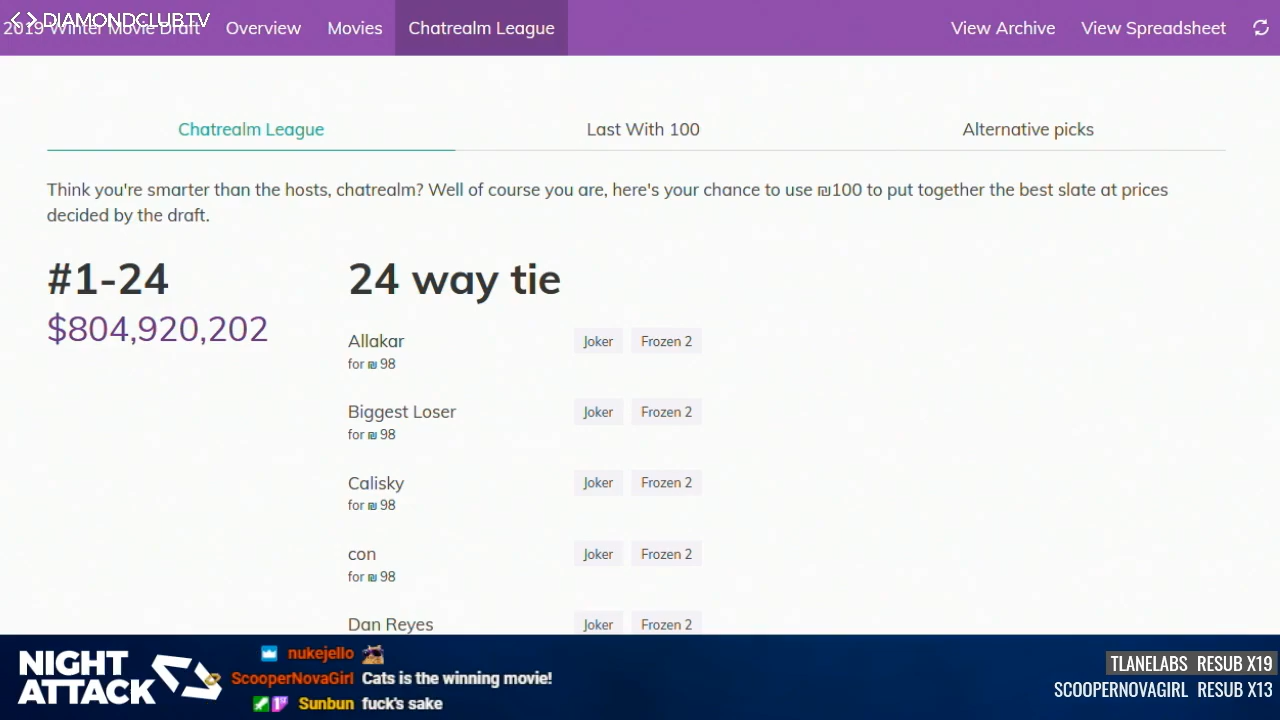 DIAMONDCLUB.TV
2019 Winter Movie Draft Overview Movies Chatrealm League View Archive View Spreadsheet
Chatrealm League Last With 100 Alternative picks
Think you're smarter than the hosts, chatrealm? Well of course you are, here's your chance to use ₪100 to put together the best slate at prices
decided by the draft.
#1-24 24 way tie
$804,920,202
Allakar Joker Frozen 2
for ₪ 98
Biggest Loser Joker Frozen 2
for ₪ 98
Calisky Joker Frozen 2
for ₪ 98
con Joker Frozen 2
for ₪ 98
Dan Reyes Joker Frozen 2
NIGHT
ATTACK
nukejello
ScooperNovaGirl Cats is the winning movie!
1st Sunbun fuck's sake
TLANELABS RESUB X19
SCOOPERNOVAGIRL RESUB X13